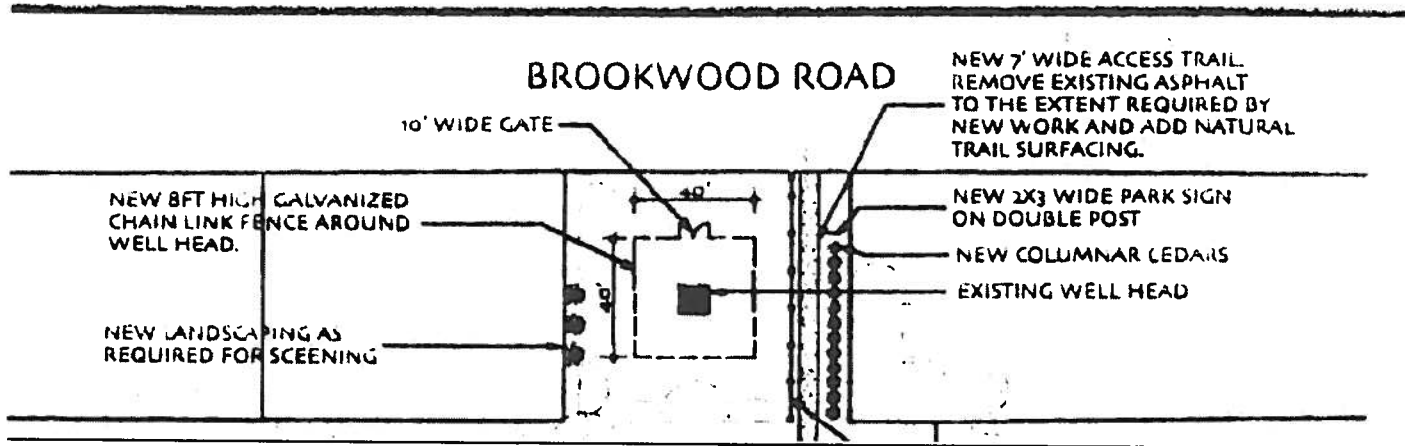 BROOKWOOD ROAD
10' WIDE GATE
NEW 7' WIDE ACCESS TRAIL.
REMOVE EXISTING ASPHALT
TO THE EXTENT REQUIRED BY
NEW WORK AND ADD NATURAL
TRAIL SURFACING.
NEW 8FT HIGH GALVANIZED
CHAIN LINK FENCE AROUND
WELL HEAD.
40'
40'
NEW 2X3 WIDE PARK SIGN
ON DOUBLE POST
NEW COLUMNAR CEDARS
EXISTING WELL HEAD
NEW LANDSCAPING AS
REQUIRED FOR SCEENING